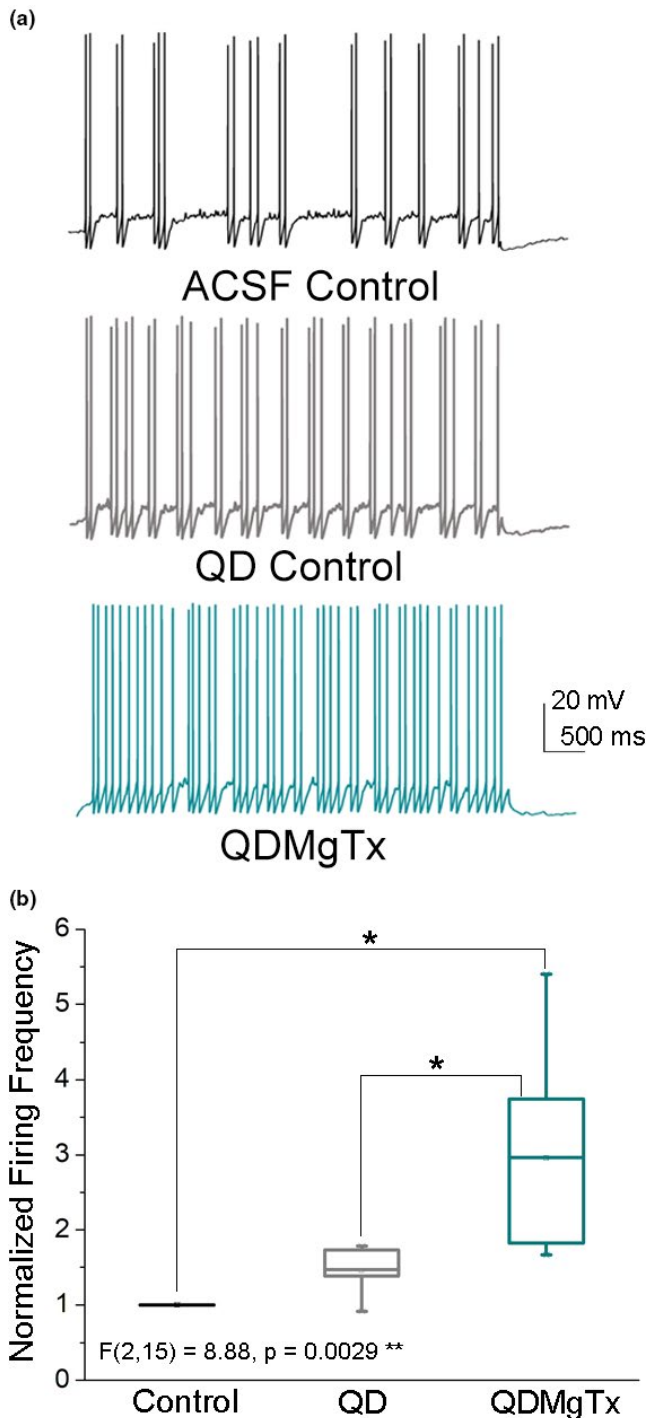 (a)
ACSF Control
QD Control
20 mV
500 ms
QDMgTx
(b)
Normalized Firing Frequency
6
5
4
3
2
1
0
*
*
F(2,15) = 8.88, p = 0.0029 **
Control
QD
QDMgTx